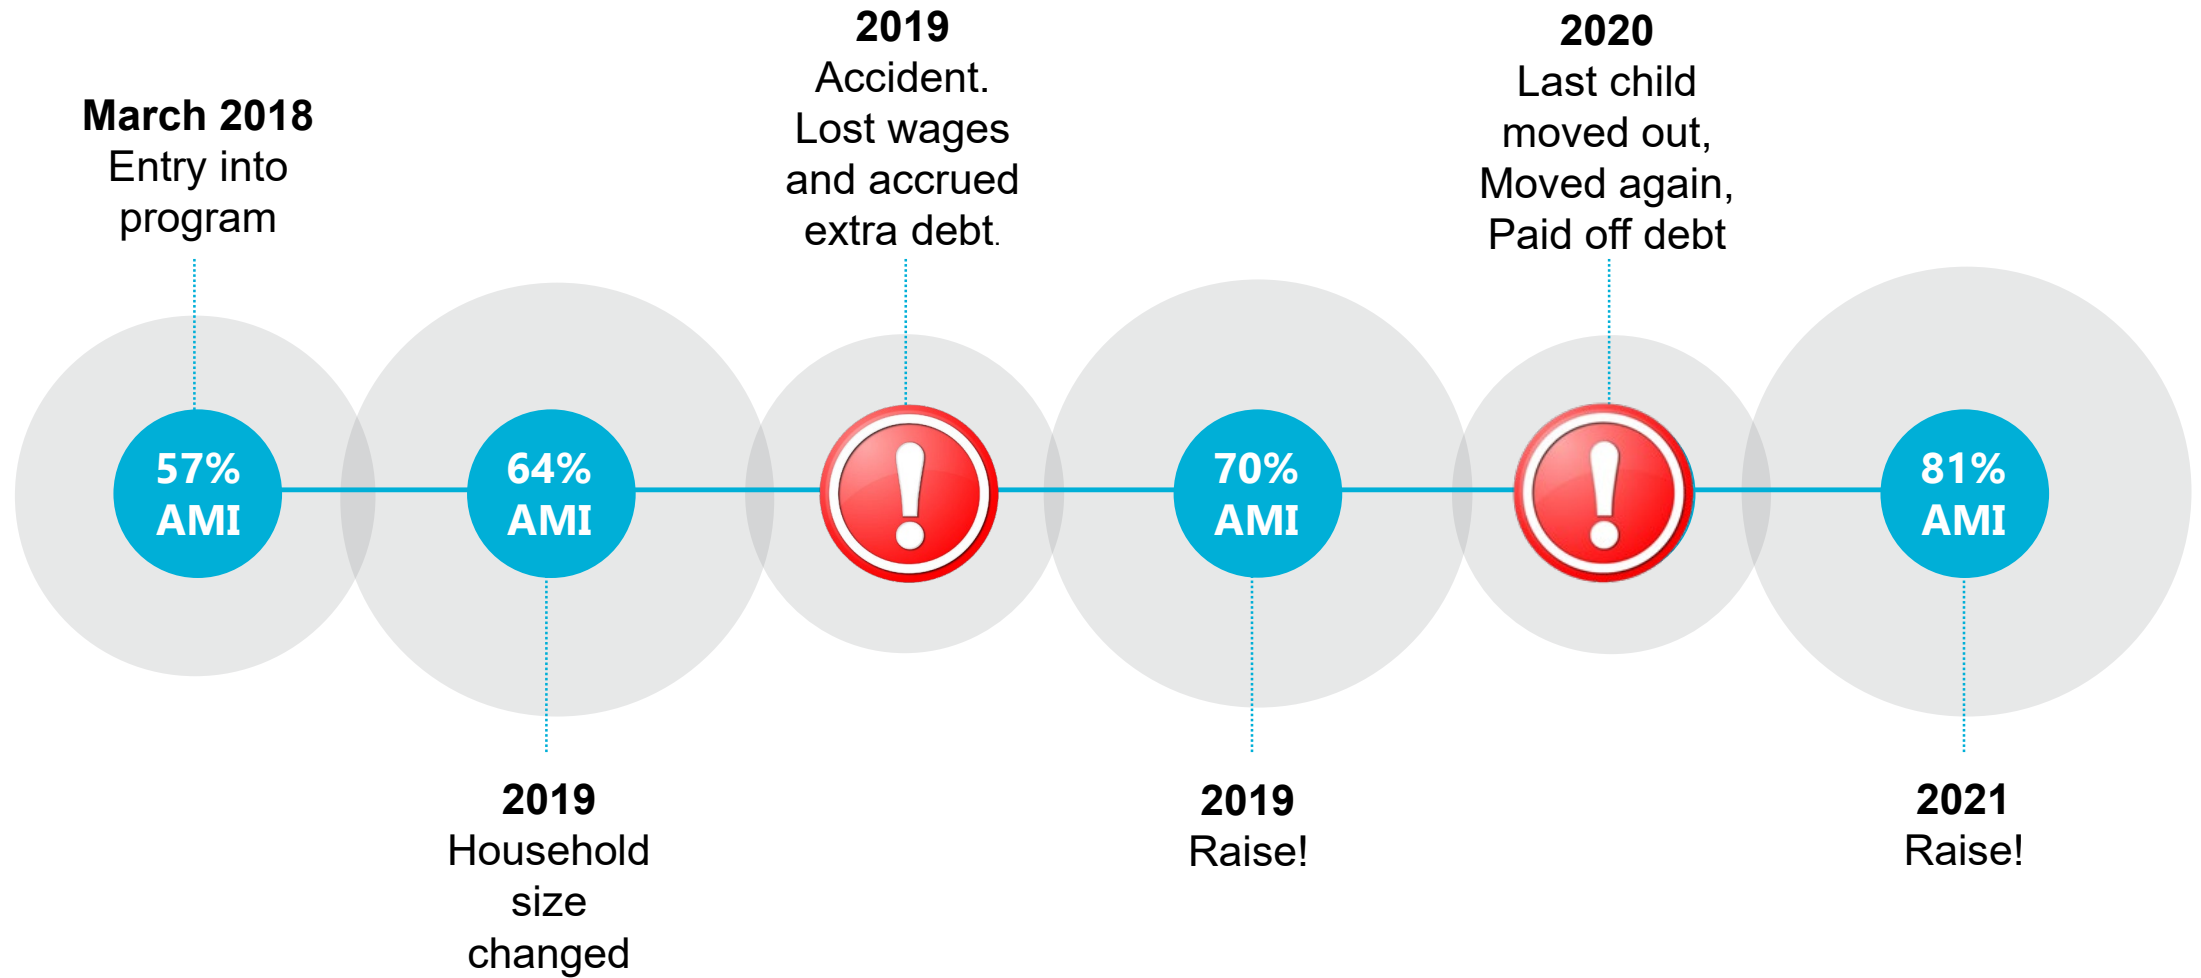 March 2018
Entry into
program
57%
AMI
2019
Household
size
changed
64%
AMI
2019
Accident.
Lost wages
and accrued
extra debt.
!
2019
Raise!
70%
AMI
2020
Last child
moved out,
Moved again,
Paid off debt
!
2021
Raise!
81%
AMI